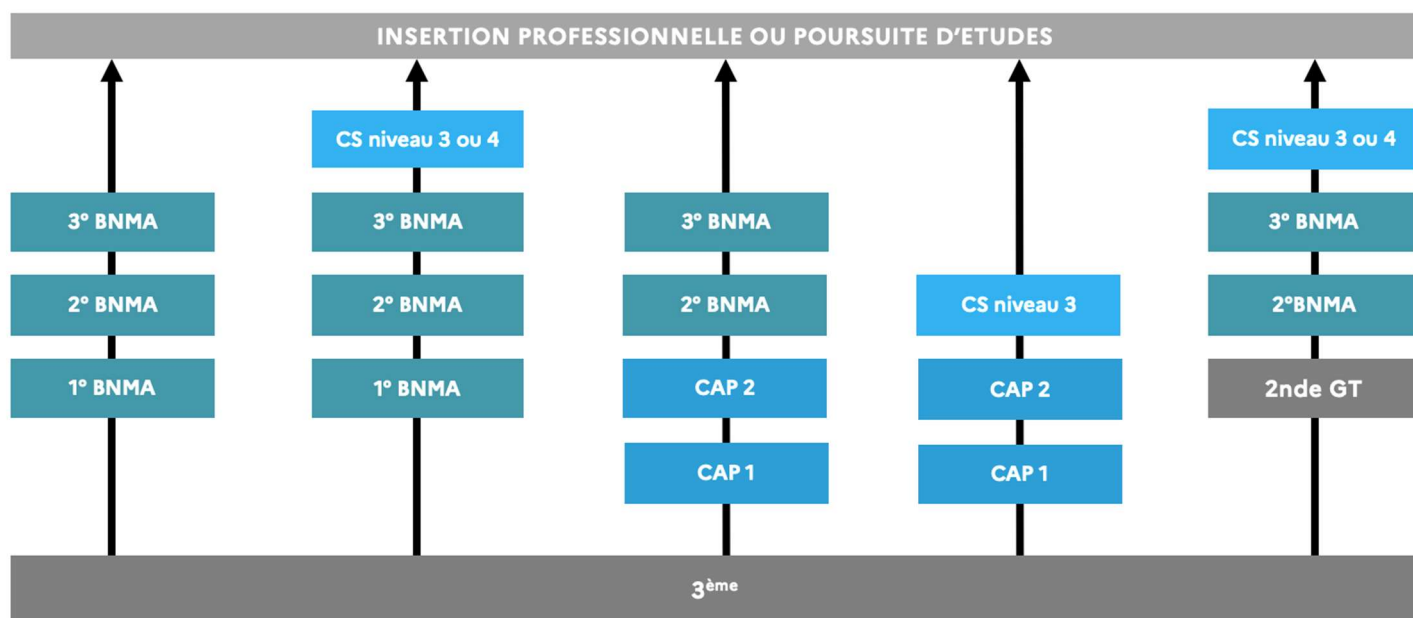 INSERTION PROFESSIONNELLE OU POURSUITE D'ETUDES
CS niveau 3 ou 4
CS niveau 3 ou 4
3° BNMA
3° BNMA
3° BNMA
3° BNMA
2° BNMA
2° BNMA
2° BNMA
CS niveau 3
2°BNMA
1° BNMA
1° BNMA
CAP 2
CAP 2
2nde GT
CAP 1
CAP 1
3ème